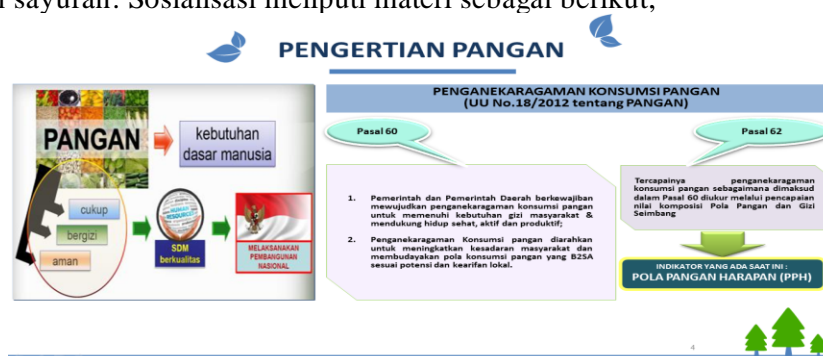 sayuran. Sosialisasi meliputi materi sebagai berikut;
PENGERTIAN PANGAN
PANGAN
kebutuhan
dasar manusia
cukup
bergizi
aman
SDM
berkualitas
MELAKSANAKAN
PEMBANGUNAN
NASIONAL
PENGANEKARAGAMAN KONSUMSI PANGAN
(UU No.18/2012 tentang PANGAN)
Pasal 60
1. Pemerintah dan Pemerintah Daerah berkewajiban
mewujudkan penganekaragaman konsumsi pangan
untuk memenuhi kebutuhan gizi masyarakat &
mendukung hidup sehat, aktif dan produktif;
2. Penganekaragaman Konsumsi pangan diarahkan
untuk meningkatkan kesadaran masyarakat dan
membudayakan pola konsumsi pangan yang B2SA
sesuai potensi dan kearifan lokal.
Pasal 62
Tercapainya penganekaragaman
konsumsi pangan sebagaimana dimaksud
dalam Pasal 60 diukur melalui pencapaian
nilai komposisi Pola Pangan dan Gizi
Seimbang
INDIKATOR YANG ADA SAAT INI :
POLA PANGAN HARAPAN (PPH)
4